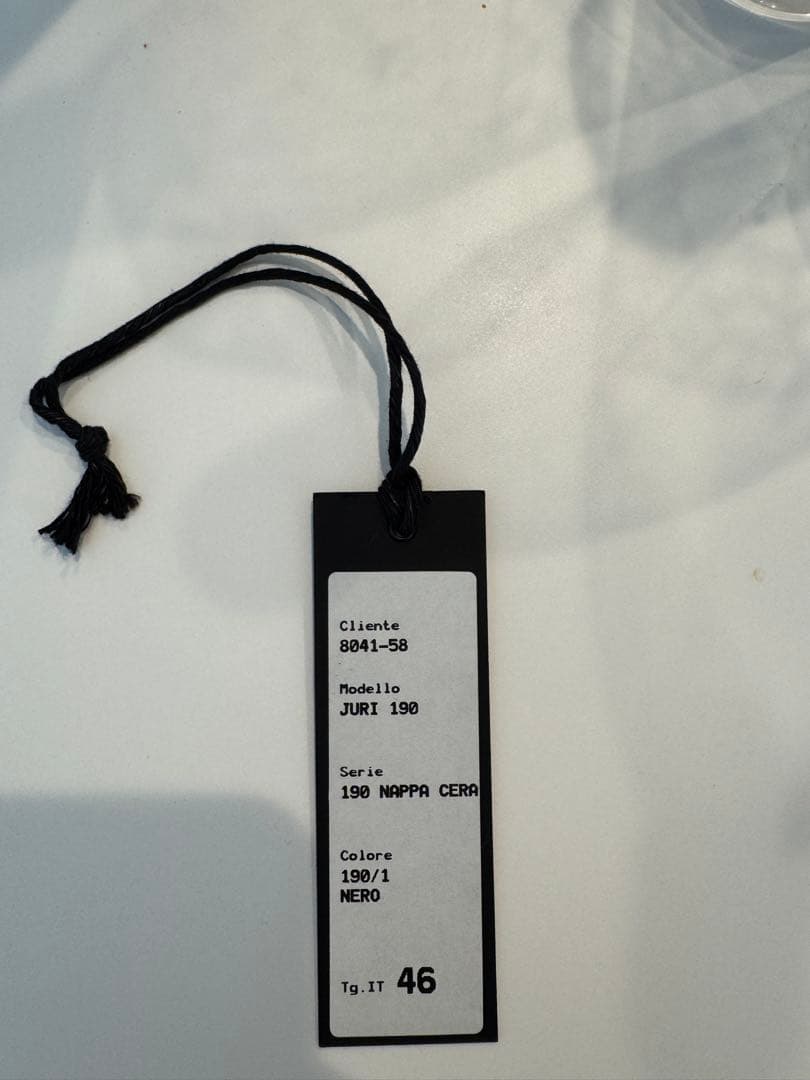 Cliente
8041-58
Modello
JURI 190
Serie
190 NAPPA CERA
Colore
190/1
NERO
Tg.IT 46